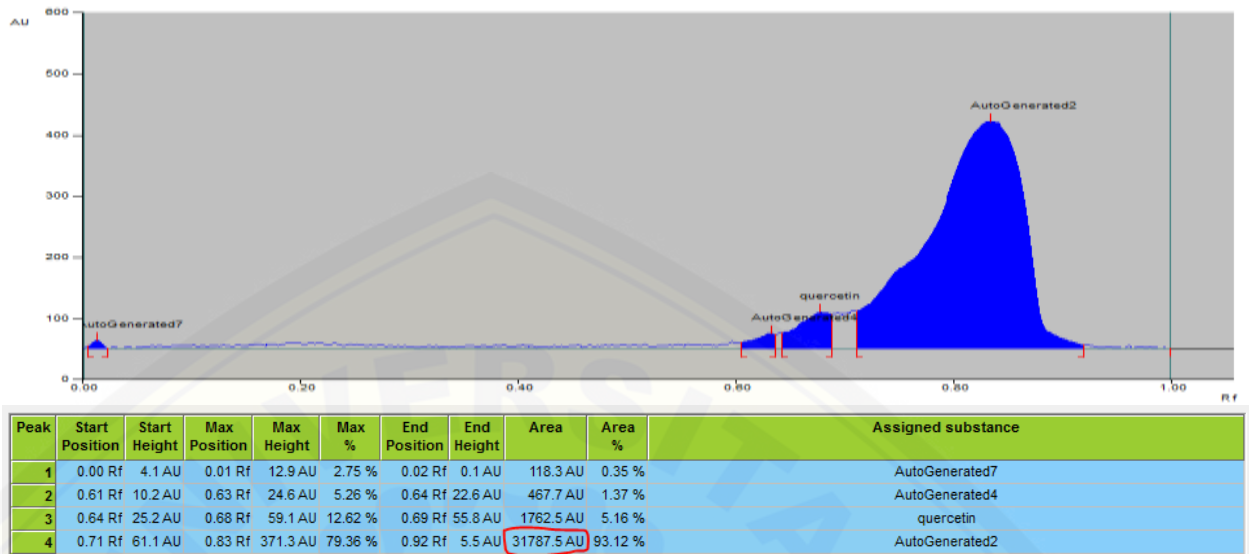 AU
600
500
400
300
200
100
0
AutoGenerated2
quercetin
AutoGenerated4
utoGenerated7
0.00 0.20 0.40 0.60 0.80 1.00
Rf
Peak Start Position Start Height Max Position Max Height Max % End Position End Height Area Area % Assigned substance
1 0.00 Rf 4.1 AU 0.01 Rf 12.9 AU 2.75 % 0.02 Rf 0.1 AU 118.3 AU 0.35 % AutoGenerated7
2 0.61 Rf 10.2 AU 0.63 Rf 24.6 AU 5.26 % 0.64 Rf 22.6 AU 467.7 AU 1.37 % AutoGenerated4
3 0.64 Rf 25.2 AU 0.68 Rf 59.1 AU 12.62 % 0.69 Rf 55.8 AU 1762.5 AU 5.16 % quercetin
4 0.71 Rf 61.1 AU 0.83 Rf 371.3 AU 79.36 % 0.92 Rf 5.5 AU 31787.5 AU 93.12 % AutoGenerated2